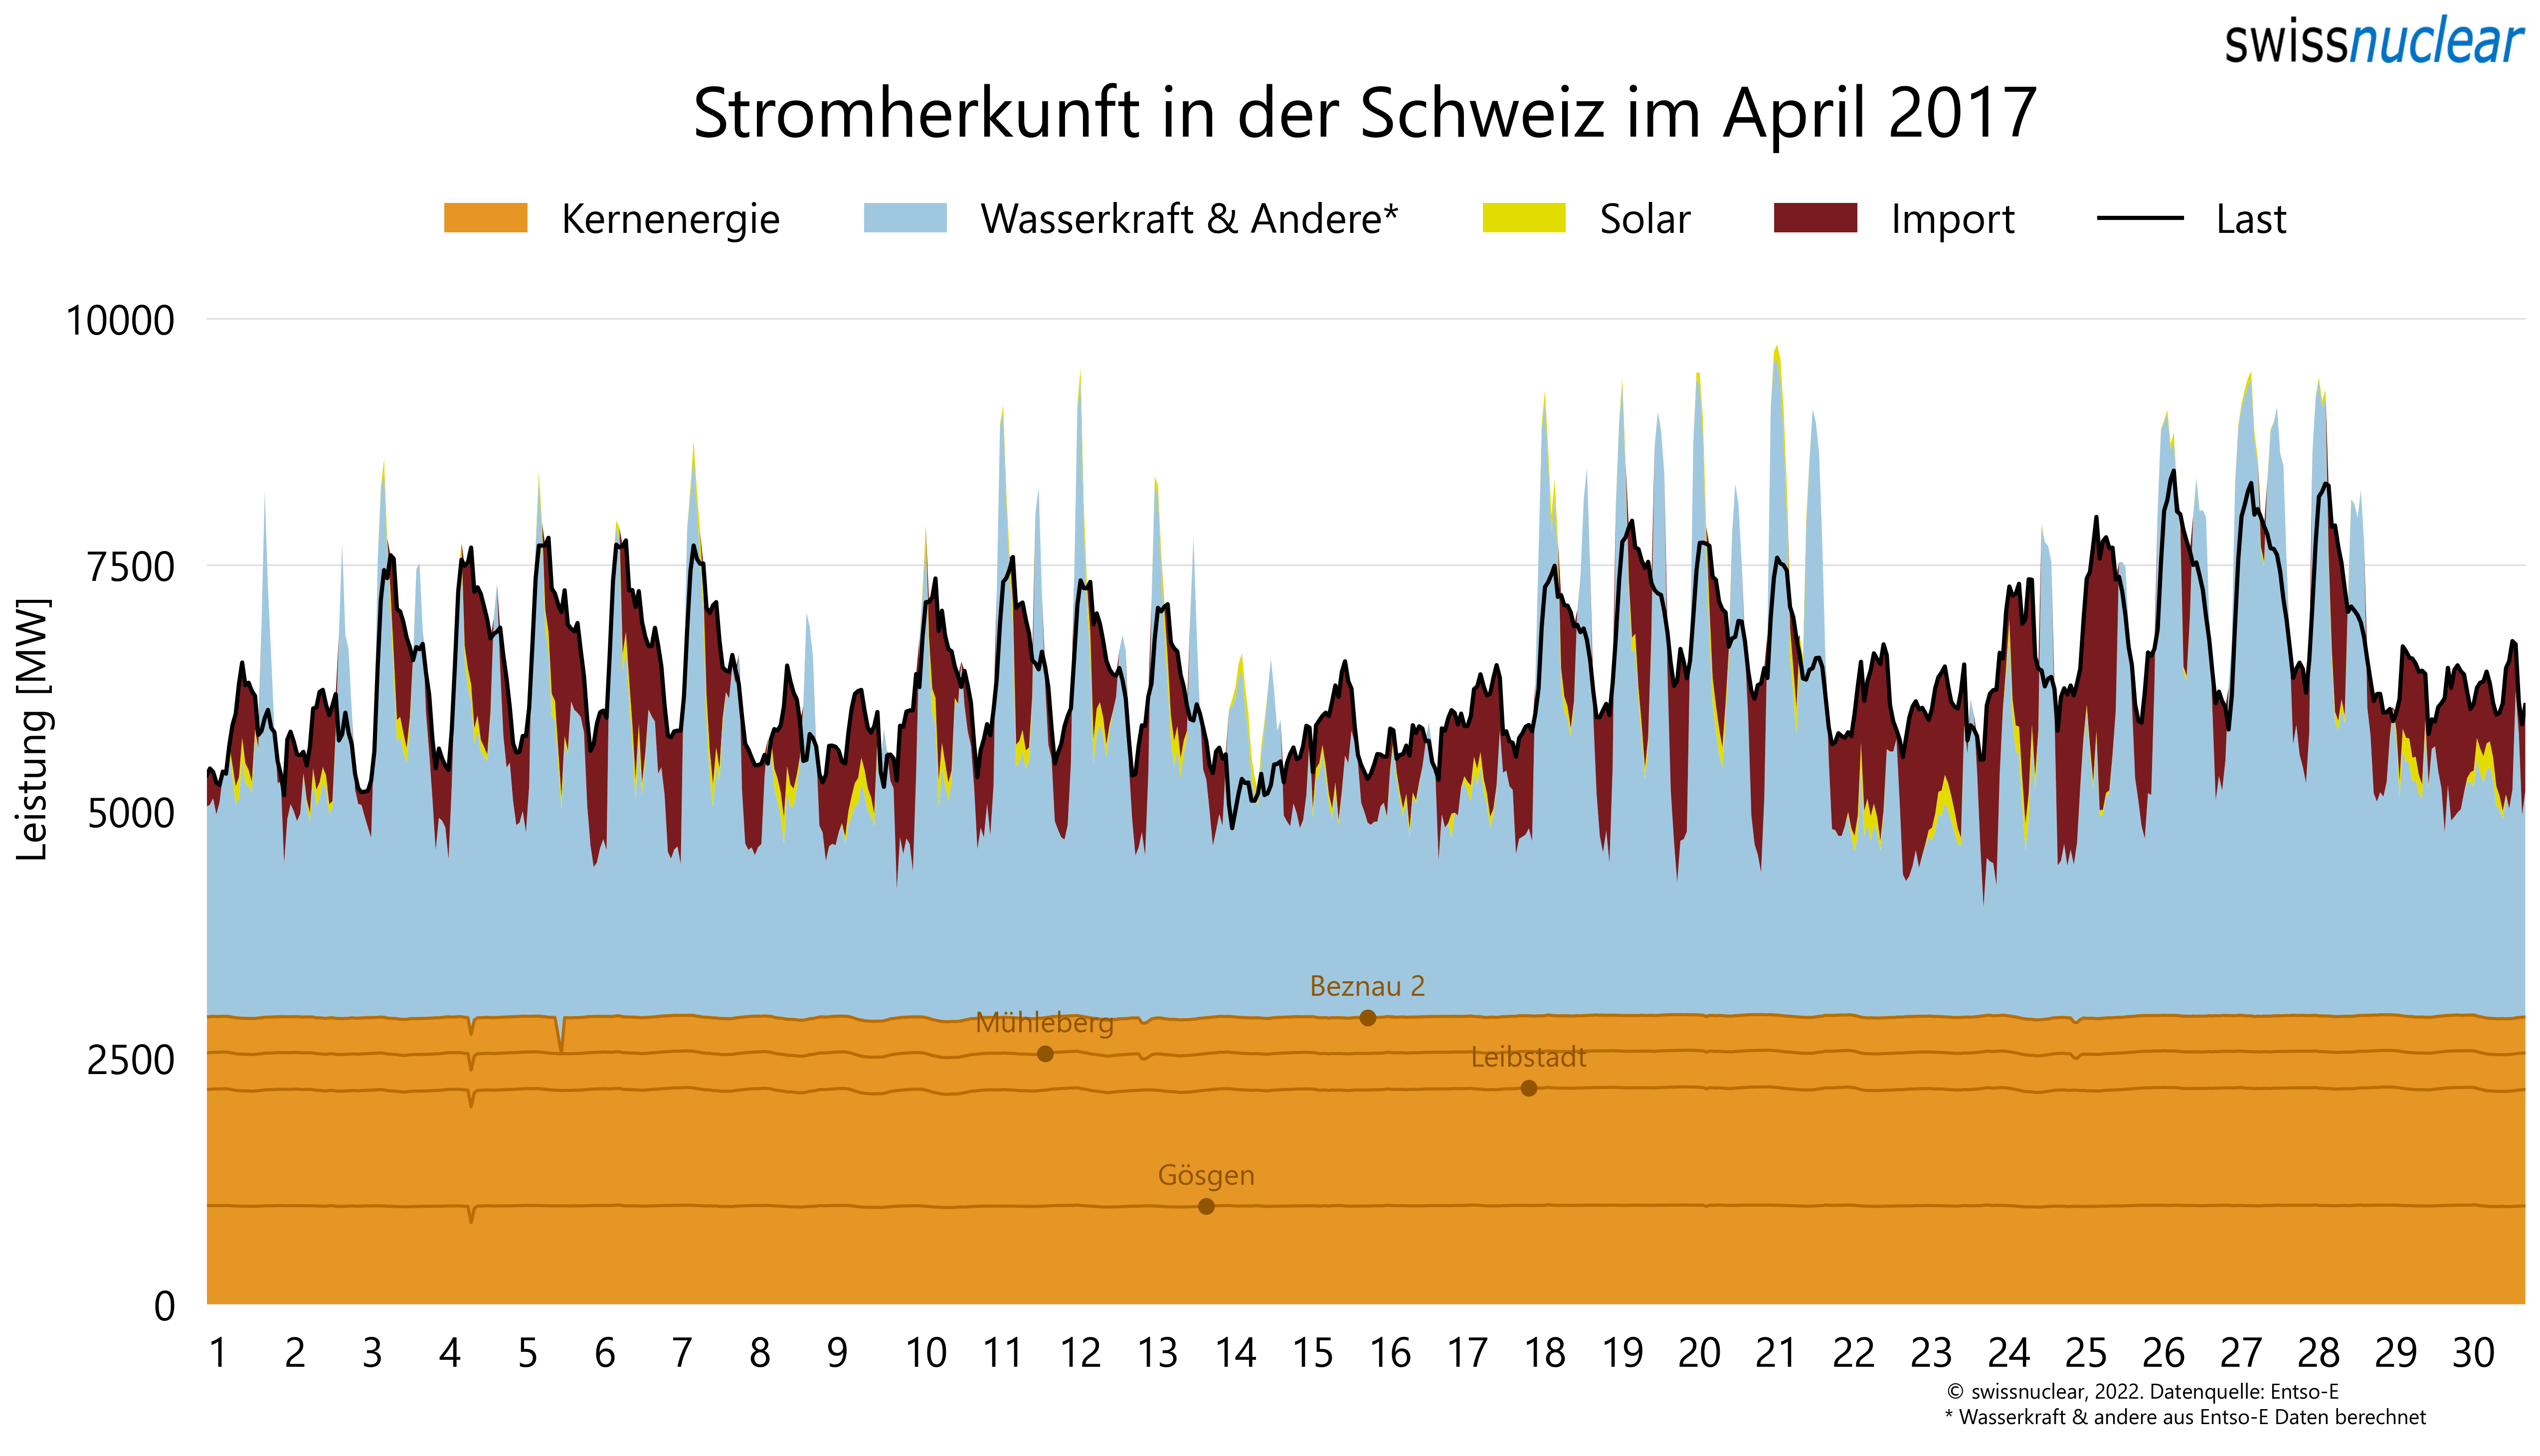 swissnuclear
Stromherkunft in der Schweiz im April 2017
Kernenergie Wasserkraft & Andere* Solar Import Last
Leistung [MW]
10000
7500
5000
2500
0
Beznau 2
Mühleberg
Leibstadt
Gösgen
1 2 3 4 5 6 7 8 9 10 11 12 13 14 15 16 17 18 19 20 21 22 23 24 25 26 27 28 29 30
© swissnuclear, 2022. Datenquelle: Entso-E
* Wasserkraft & andere aus Entso-E Daten berechnet